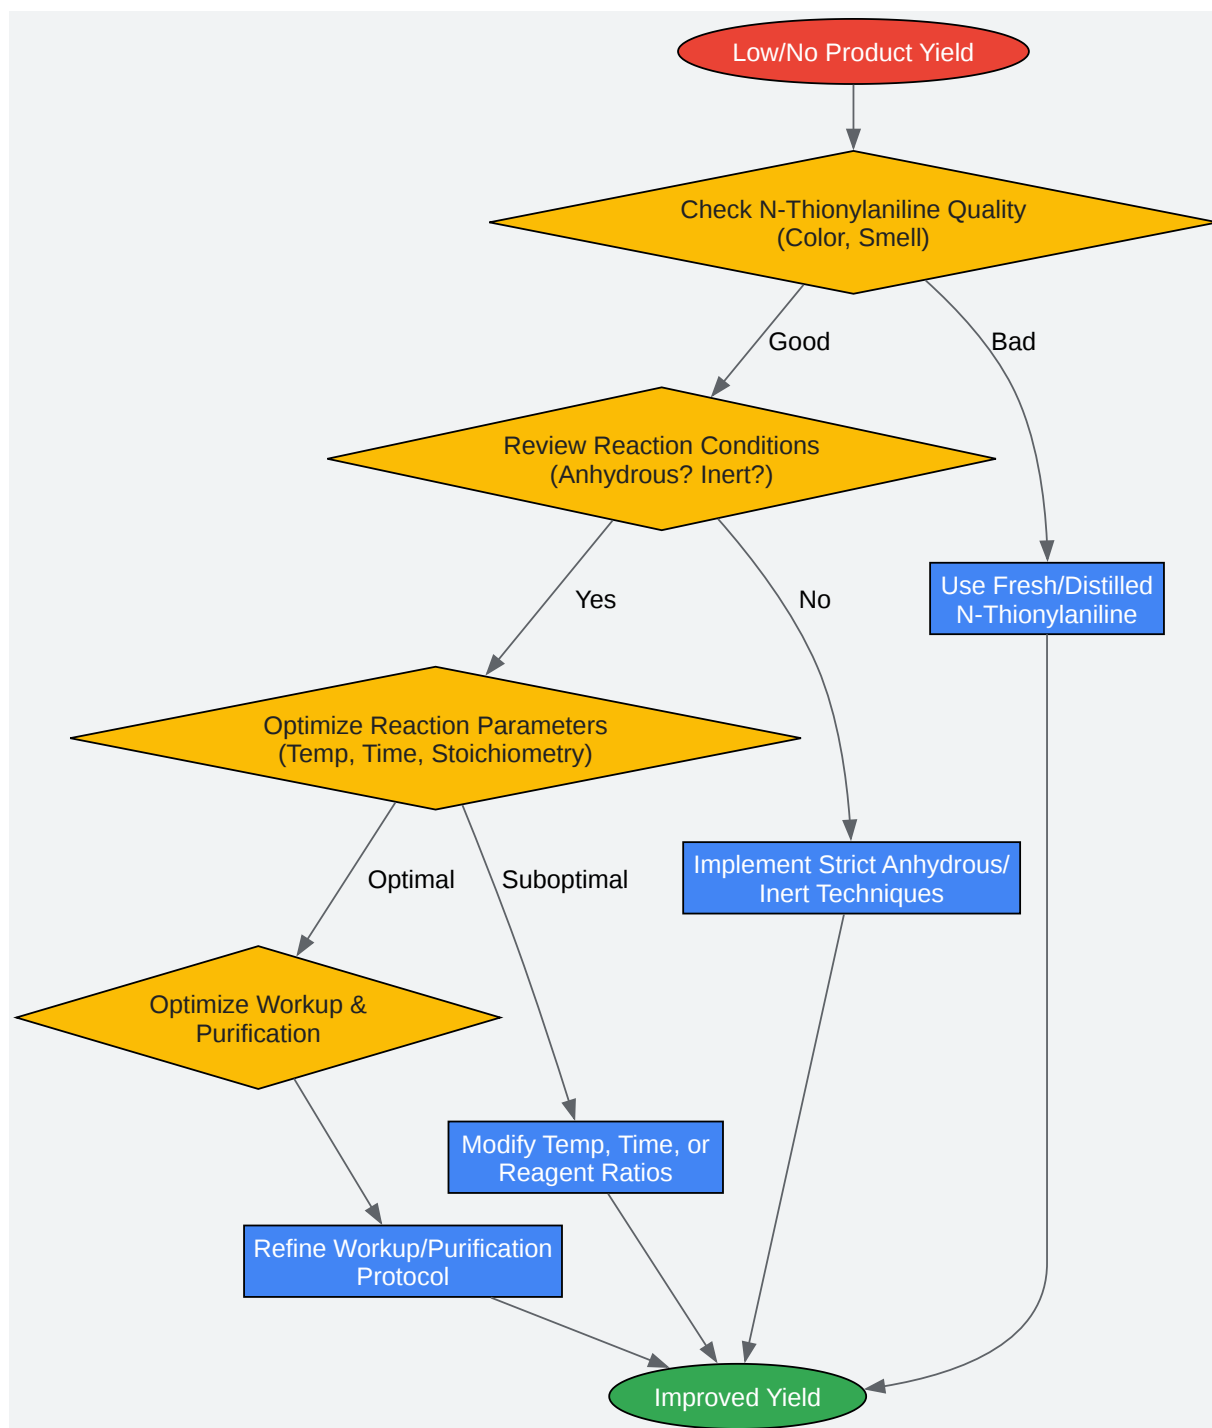 Low/No Product Yield
Check N-Thionylaniline Quality
(Color, Smell)
Good
Bad
Review Reaction Conditions
(Anhydrous? Inert?)
Use Fresh/Distilled
N-Thionylaniline
Yes
No
Optimize Reaction Parameters
(Temp, Time, Stoichiometry)
Implement Strict Anhydrous/
Inert Techniques
Optimal
Suboptimal
Optimize Workup &
Purification
Modify Temp, Time, or
Reagent Ratios
Refine Workup/Purification
Protocol
Improved Yield